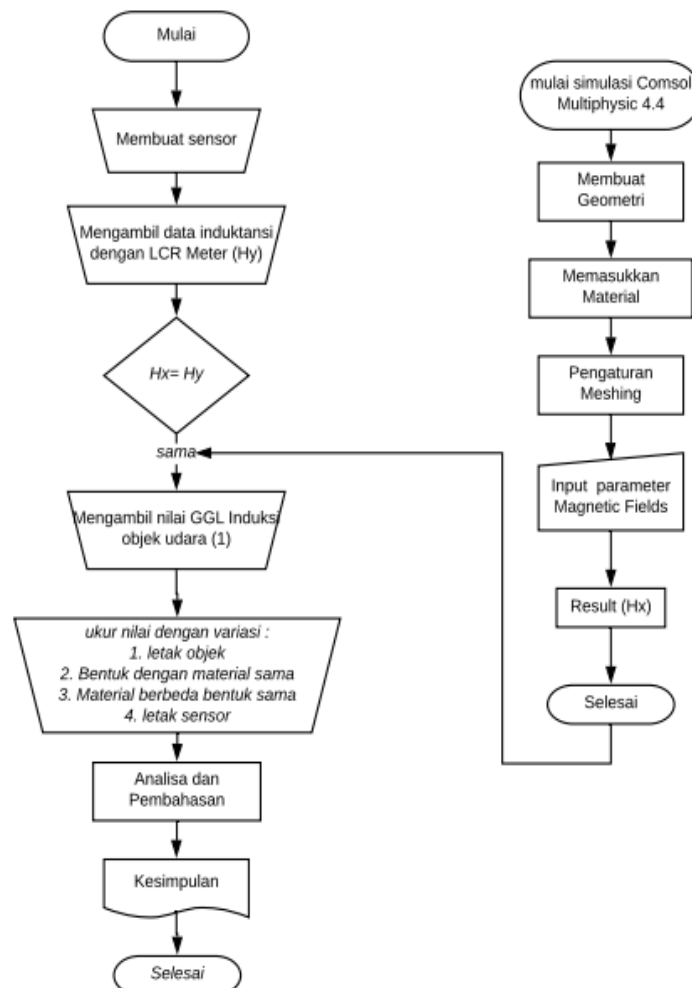 Mulai
Membuat sensor
Mengambil data induktansi
dengan LCR Meter (Hy)
Hx= Hy
sama
Mengambil nilai GGL Induksi
objek udara (1)
ukur nilai dengan variasi :
1. letak objek
2. Bentuk dengan material sama
3. Material berbeda bentuk sama
4. letak sensor
Analisa dan
Pembahasan
Kesimpulan
Selesai
mulai simulasi Comsol
Multiphysic 4.4
Membuat
Geometri
Memasukkan
Material
Pengaturan
Meshing
Input parameter
Magnetic Fields
Result (Hx)
Selesai